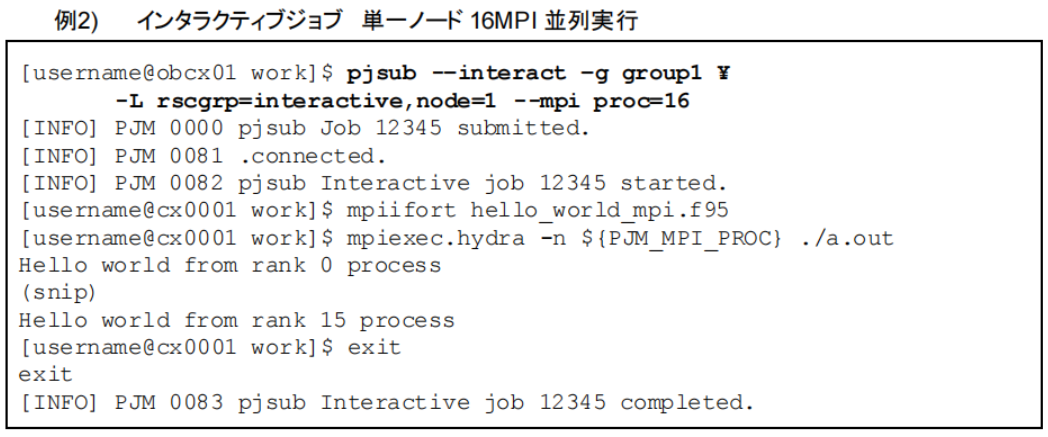 例2) インタラクティブジョブ 単一ノード 16MPI 並列実行
[username@obcx01 work]$ pjsub --interact -g group1 ¥
-L rscgrp=interactive,node=1 --mpi proc=16
[INFO] PJM 0000 pjsub Job 12345 submitted.
[INFO] PJM 0081 .connected.
[INFO] PJM 0082 pjsub Interactive job 12345 started.
[username@cx0001 work]$ mpiifort hello_world_mpi.f95
[username@cx0001 work]$ mpiexec.hydra -n ${PJM_MPI_PROC} ./a.out
Hello world from rank 0 process
(snip)
Hello world from rank 15 process
[username@cx0001 work]$ exit
exit
[INFO] PJM 0083 pjsub Interactive job 12345 completed.